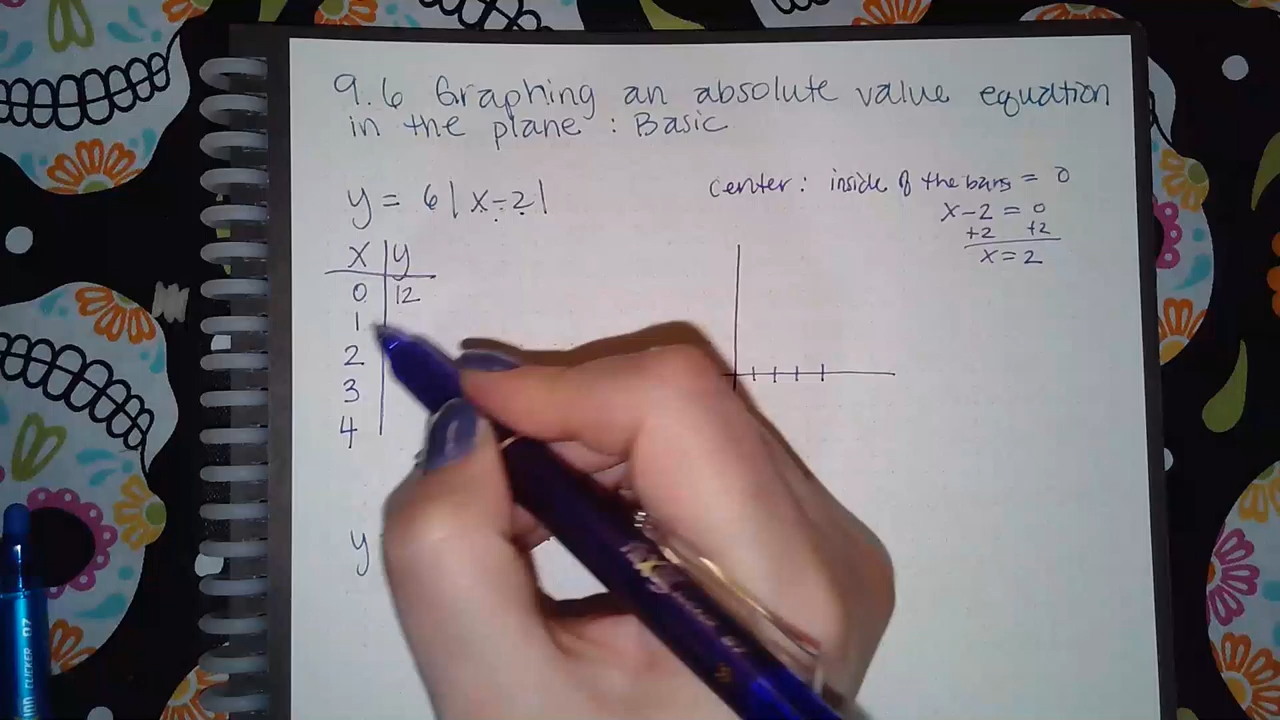 9.6 Graphing an absolute value equation
in the plane : Basic
y = 6|x-2|
center: inside of the bars = 0
x-2 = 0
+2 +2
x = 2
x y
0 12
1
2
3
4
y